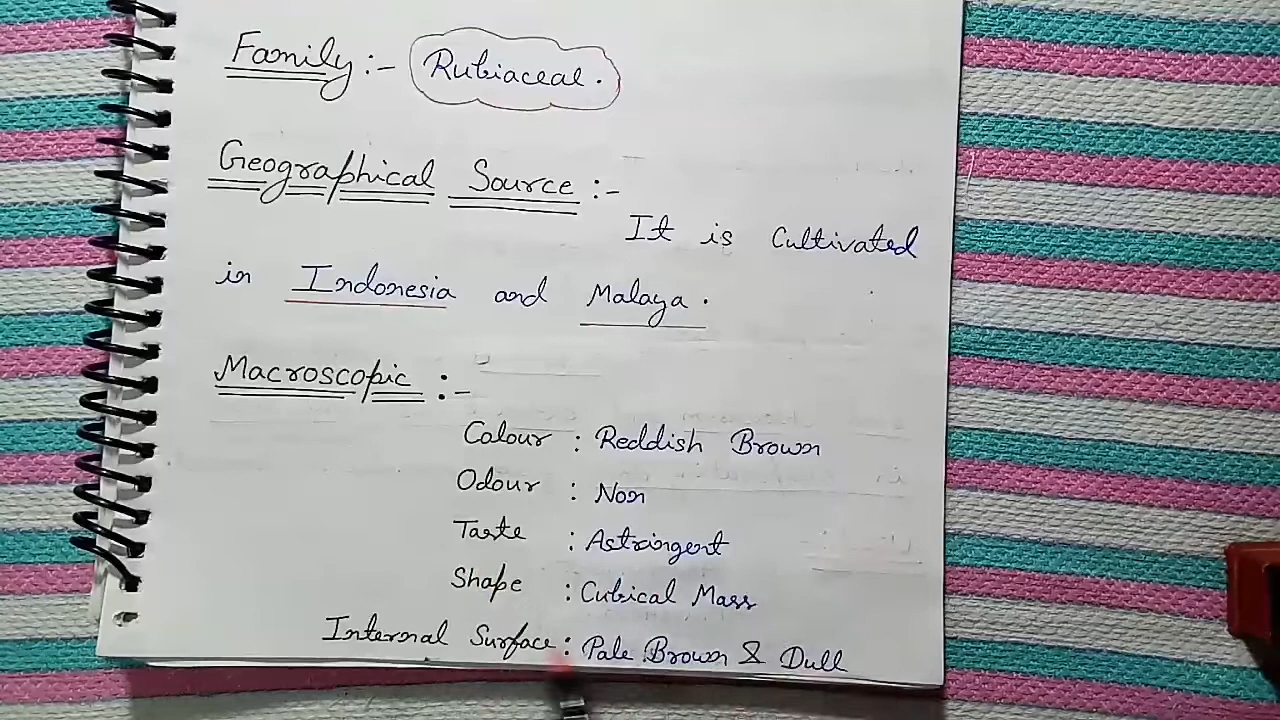 Family :- Rubiaceae.
Geographical Source :-
It is Cultivated
in Indonesia and Malaya.
Macroscopic :-
Colour : Reddish Brown
Odour : Non
Taste : Astringent
Shape : Cubical Mass
Internal Surface : Pale Brown & Dull